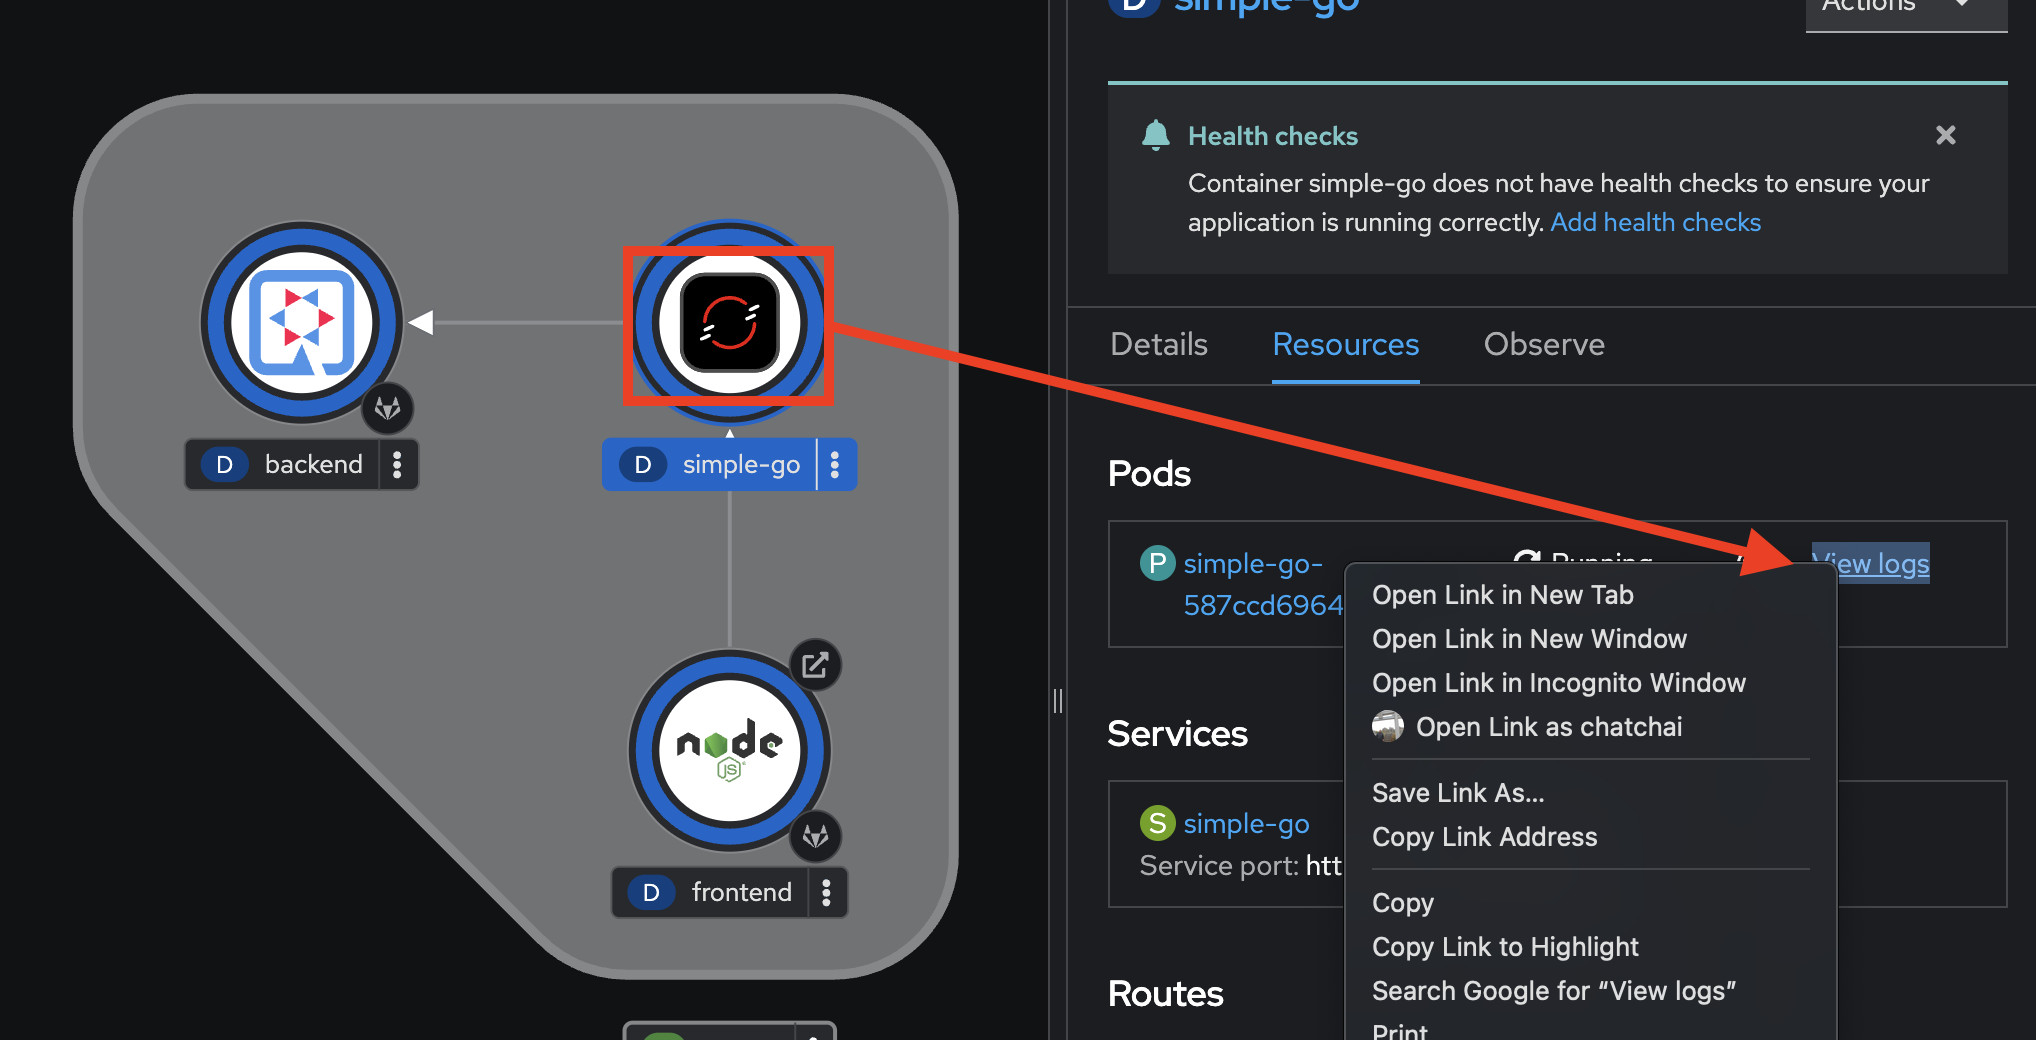 D simple-go
Actions
Health checks
Container simple-go does not have health checks to ensure your
application is running correctly. Add health checks
Details Resources Observe
Pods
P simple-go-
587ccd6964
Running
View logs
Services
S simple-go
Service port: htt
Routes
Open Link in New Tab
Open Link in New Window
Open Link in Incognito Window
Open Link as chatchai
Save Link As...
Copy Link Address
Copy
Copy Link to Highlight
Search Google for “View logs”
Print
D backend
D simple-go
node
JS
D frontend